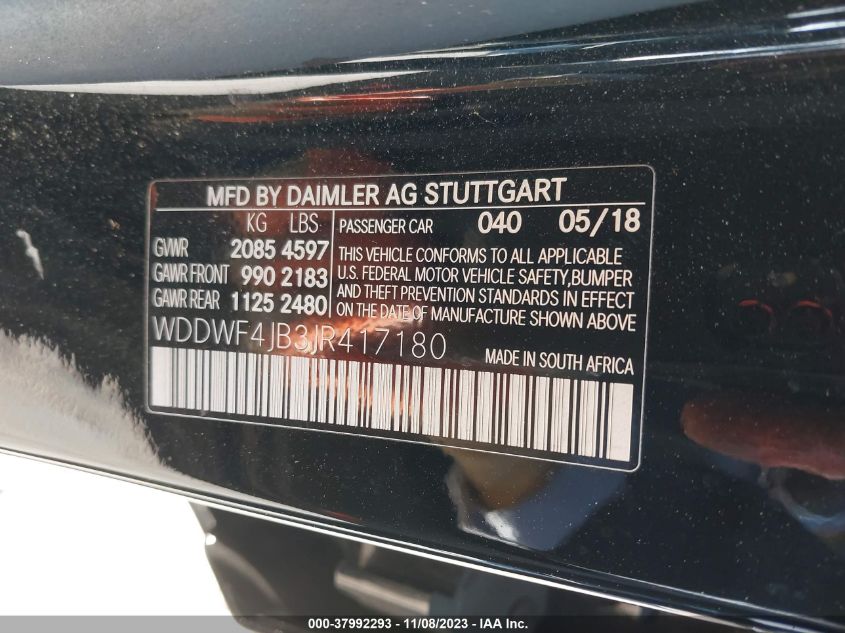 MFD BY DAIMLER AG STUTTGART
KG LBS
GVWR 2085 4597
GAWR FRONT 990 2183
GAWR REAR 1125 2480
PASSENGER CAR 040 05/18
THIS VEHICLE CONFORMS TO ALL APPLICABLE
U.S. FEDERAL MOTOR VEHICLE SAFETY,BUMPER
AND THEFT PREVENTION STANDARDS IN EFFECT
ON THE DATE OF MANUFACTURE SHOWN ABOVE
WDDWF4JB3JR417180
MADE IN SOUTH AFRICA
000-37992293 - 11/08/2023 - Copyright © 2023 IAA, Inc.